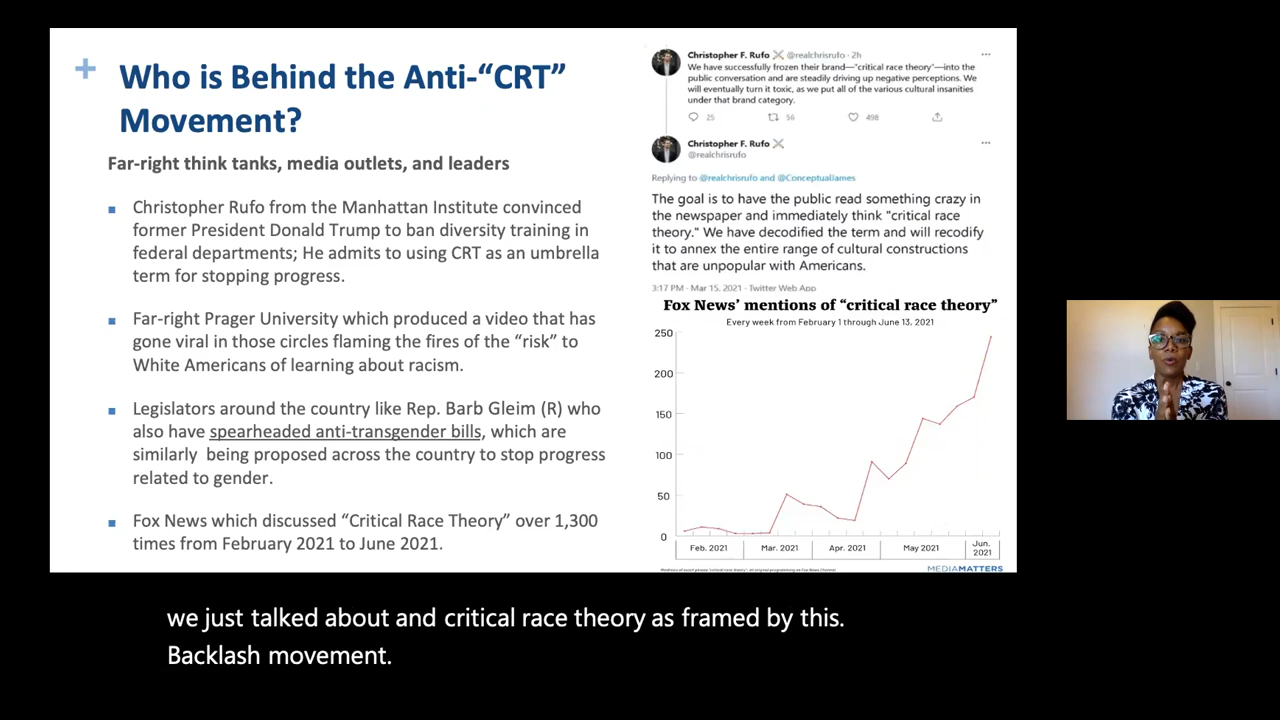 +
Who is Behind the Anti-“CRT”
Movement?
Far-right think tanks, media outlets, and leaders
Christopher Rufo from the Manhattan Institute convinced
former President Donald Trump to ban diversity training in
federal departments; He admits to using CRT as an umbrella
term for stopping progress.
Far-right Prager University which produced a video that has
gone viral in those circles flaming the fires of the “risk” to
White Americans of learning about racism.
Legislators around the country like Rep. Barb Gleim (R) who
also have spearheaded anti-transgender bills, which are
similarly being proposed across the country to stop progress
related to gender.
Fox News which discussed “Critical Race Theory” over 1,300
times from February 2021 to June 2021.
Christopher F. Rufo @realchrisrufo · 2h
We have successfully frozen their brand—"critical race theory"—into the
public conversation and are steadily driving up negative perceptions. We
will eventually turn it toxic, as we put all of the various cultural insanities
under that brand category.
25 56 498
Christopher F. Rufo
@realchrisrufo
Replying to @realchrisrufo and @ConceptualJames
The goal is to have the public read something crazy in
the newspaper and immediately think "critical race
theory." We have decodified the term and will recodify
it to annex the entire range of cultural constructions
that are unpopular with Americans.
3:17 PM · Mar 15, 2021 · Twitter Web App
Fox News’ mentions of “critical race theory”
Every week from February 1 through June 13, 2021
250
200
150
100
50
0
Feb. 2021 Mar. 2021 Apr. 2021 May 2021 Jun. 2021
MEDIAMATTERS
we just talked about and critical race theory as framed by this.
Backlash movement.